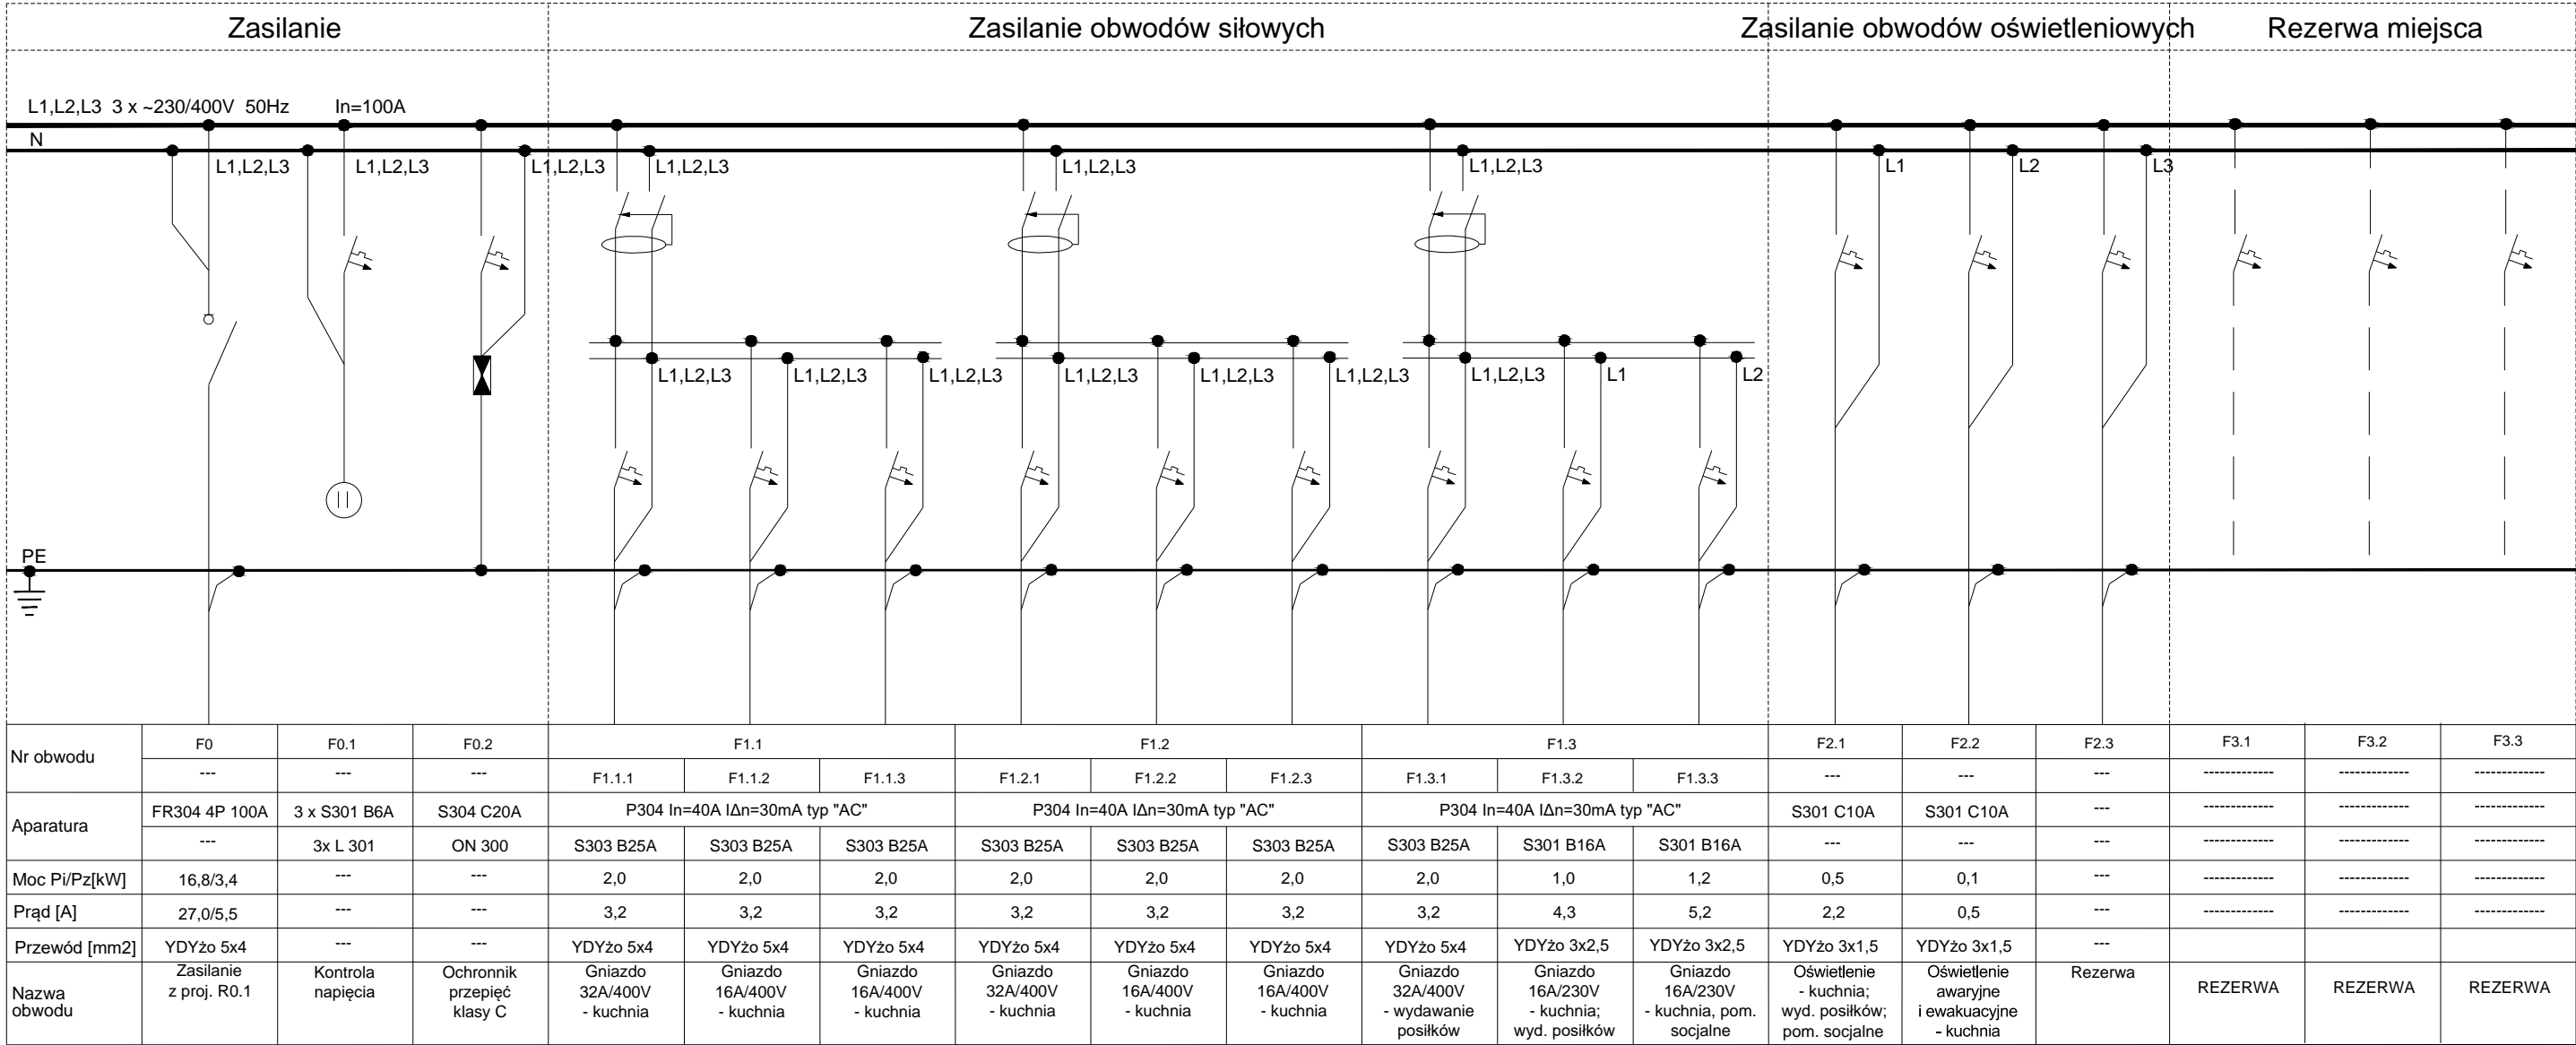 Zasilanie
Zasilanie obwodów siłowych
Zasilanie obwodów oświetleniowych
Rezerwa miejsca
L1,L2,L3 3 x ~230/400V 50Hz In=100A
N
L1,L2,L3 L1,L2,L3 L1,L2,L3 L1,L2,L3 L1,L2,L3 L1,L2,L3 L1 L2 L3
L1,L2,L3 L1,L2,L3 L1,L2,L3 L1,L2,L3 L1,L2,L3 L1,L2,L3 L1,L2,L3 L1 L2
PE
Nr obwodu F0 F0.1 F0.2 F1.1 F1.2 F1.3 F2.1 F2.2 F2.3 F3.1 F3.2 F3.3
--- --- --- F1.1.1 F1.1.2 F1.1.3 F1.2.1 F1.2.2 F1.2.3 F1.3.1 F1.3.2 F1.3.3 --- --- --- ------------- ------------- -------------
Aparatura FR304 4P 100A 3 x S301 B6A S304 C20A P304 In=40A IΔn=30mA typ "AC" P304 In=40A IΔn=30mA typ "AC" P304 In=40A IΔn=30mA typ "AC" S301 C10A S301 C10A --- ------------- ------------- -------------
--- 3x L 301 ON 300 S303 B25A S303 B25A S303 B25A S303 B25A S303 B25A S303 B25A S303 B25A S301 B16A S301 B16A --- --- --- ------------- ------------- -------------
Moc Pi/Pz[kW] 16,8/3,4 --- --- 2,0 2,0 2,0 2,0 2,0 2,0 2,0 1,0 1,2 0,5 0,1 --- ------------- ------------- -------------
Prąd [A] 27,0/5,5 --- --- 3,2 3,2 3,2 3,2 3,2 3,2 3,2 4,3 5,2 2,2 0,5 --- ------------- ------------- -------------
Przewód [mm2] YDYżo 5x4 --- --- YDYżo 5x4 YDYżo 5x4 YDYżo 5x4 YDYżo 5x4 YDYżo 5x4 YDYżo 5x4 YDYżo 5x4 YDYżo 3x2,5 YDYżo 3x2,5 YDYżo 3x1,5 YDYżo 3x1,5 ---
Nazwa
obwodu
Zasilanie
z proj. R0.1
Kontrola
napięcia
Ochronnik
przepięć
klasy C
Gniazdo
32A/400V
- kuchnia
Gniazdo
16A/400V
- kuchnia
Gniazdo
16A/400V
- kuchnia
Gniazdo
32A/400V
- kuchnia
Gniazdo
16A/400V
- kuchnia
Gniazdo
16A/400V
- kuchnia
Gniazdo
32A/400V
- wydawanie
posiłków
Gniazdo
16A/230V
- kuchnia;
wyd. posiłków
Gniazdo
16A/230V
- kuchnia, pom.
socjalne
Oświetlenie
- kuchnia;
wyd. posiłków;
pom. socjalne
Oświetlenie
awaryjne
i ewakuacyjne
- kuchnia
Rezerwa
REZERWA
REZERWA
REZERWA